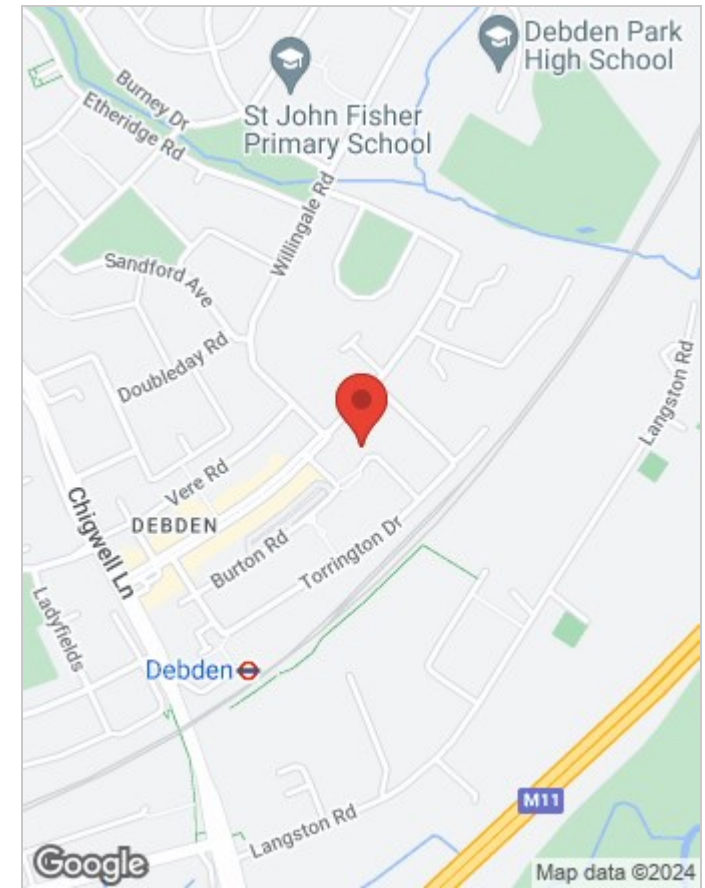 Debden Park
High School
St John Fisher
Primary School
Burney Dr
Etheridge Rd
Willingale Rd
Sandford Ave
Doubleday Rd
Langston Rd
Vere Rd
Chigwell Ln
DEBDEN
Burton Rd
Torrington Dr
Ladyfields
Debden
M11
Langston Rd
Google
Map data ©2024